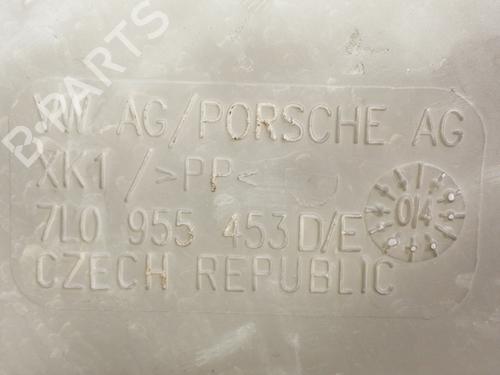 B-PARTS
VW AG/PORSCHE AG
XK1 / >PP<
7L0 955 453 D/E
04
CZECH REPUBLIC